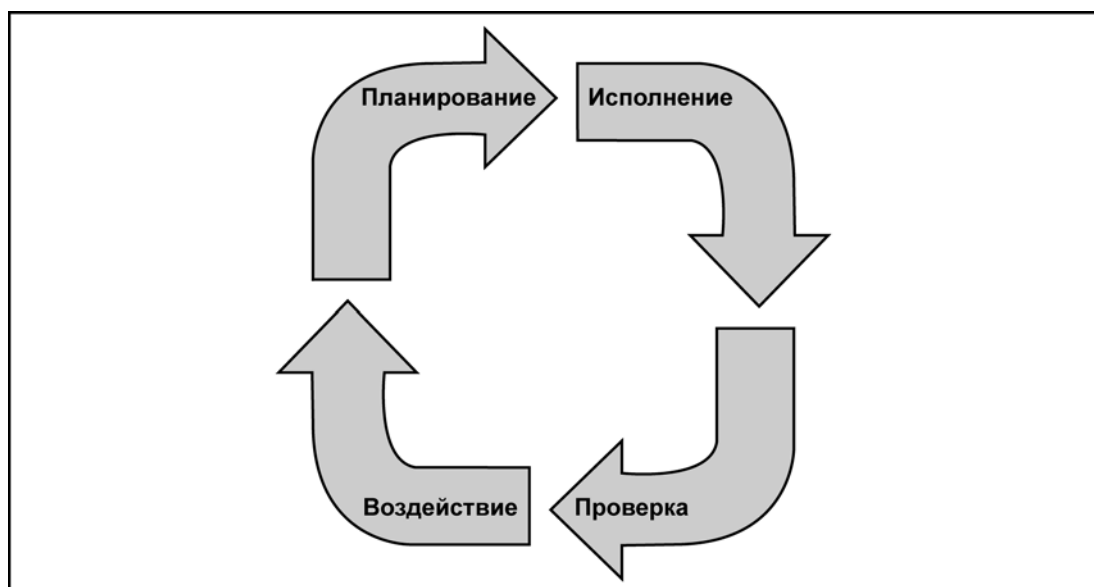 Планирование
Исполнение
Воздействие
Проверка